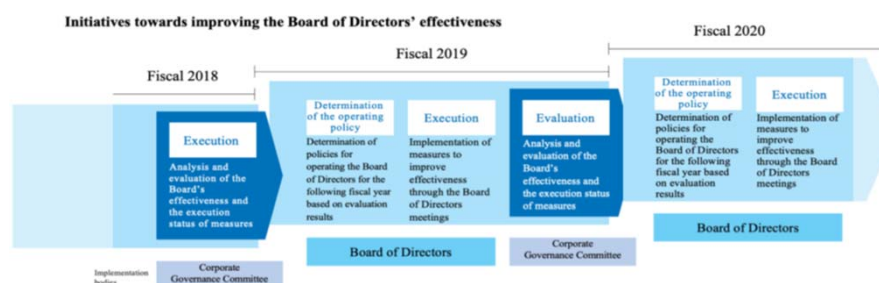 Initiatives towards improving the Board of Directors' effectiveness
Fiscal 2018
Fiscal 2019
Fiscal 2020
Execution
Analysis and
evaluation of the
Board's
effectiveness and
the execution
status of measures
Determination
of the operating
policy
Determination of
policies for
operating the Board
of Directors for the
following fiscal year
based on evaluation
results
Execution
Implementation of
measures to
improve
effectiveness
through the Board
of Directors
meetings
Evaluation
Analysis and
evaluation of the
Board's
effectiveness and
the execution status
of measures
Determination
of the operating
policy
Determination of
policies for
operating the
Board of Directors
for the following
fiscal year based
on evaluation
results
Execution
Implementation of
measures to
improve
effectiveness
through the Board
of Directors
meetings
Implementation
bodies
Corporate
Governance Committee
Board of Directors
Corporate
Governance Committee
Board of Directors